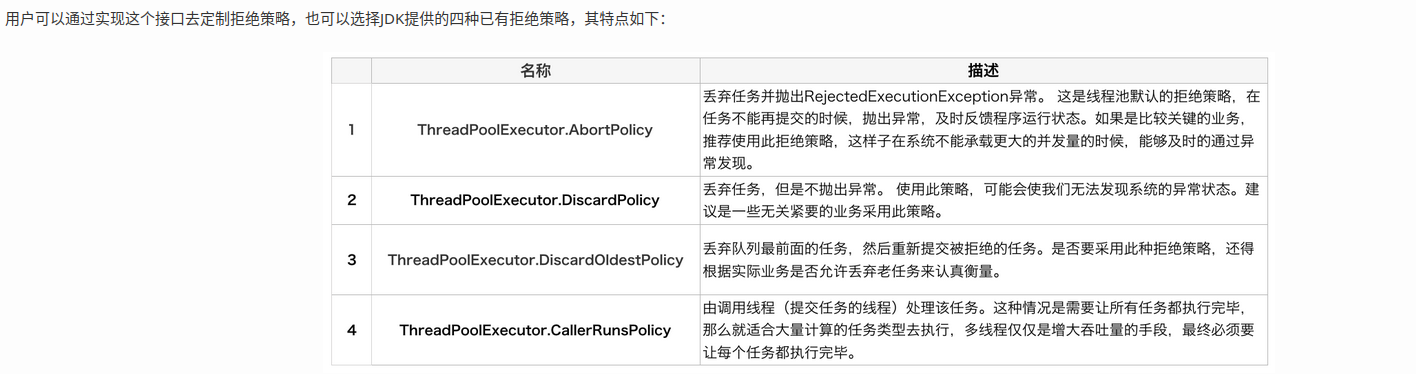 用户可以通过实现这个接口去定制拒绝策略，也可以选择JDK提供的四种已有拒绝策略，其特点如下：
名称 描述
1 ThreadPoolExecutor.AbortPolicy
丢弃任务并抛出RejectedExecutionException异常。 这是线程池默认的拒绝策略，在
任务不能再提交的时候，抛出异常，及时反馈程序运行状态。如果是比较关键的业务，
推荐使用此拒绝策略，这样子在系统不能承载更大的并发量的时候，能够及时的通过异
常发现。
2 ThreadPoolExecutor.DiscardPolicy
丢弃任务，但是不抛出异常。 使用此策略，可能会使我们无法发现系统的异常状态。建
议是一些无关紧要的业务采用此策略。
3 ThreadPoolExecutor.DiscardOldestPolicy
丢弃队列最前面的任务，然后重新提交被拒绝的任务。是否要采用此种拒绝策略，还得
根据实际业务是否允许丢弃老任务来认真衡量。
4 ThreadPoolExecutor.CallerRunsPolicy
由调用线程（提交任务的线程）处理该任务。这种情况是需要让所有任务都执行完毕，
那么就适合大量计算的任务类型去执行，多线程仅仅是增大吞吐量的手段，最终必须要
让每个任务都执行完毕。